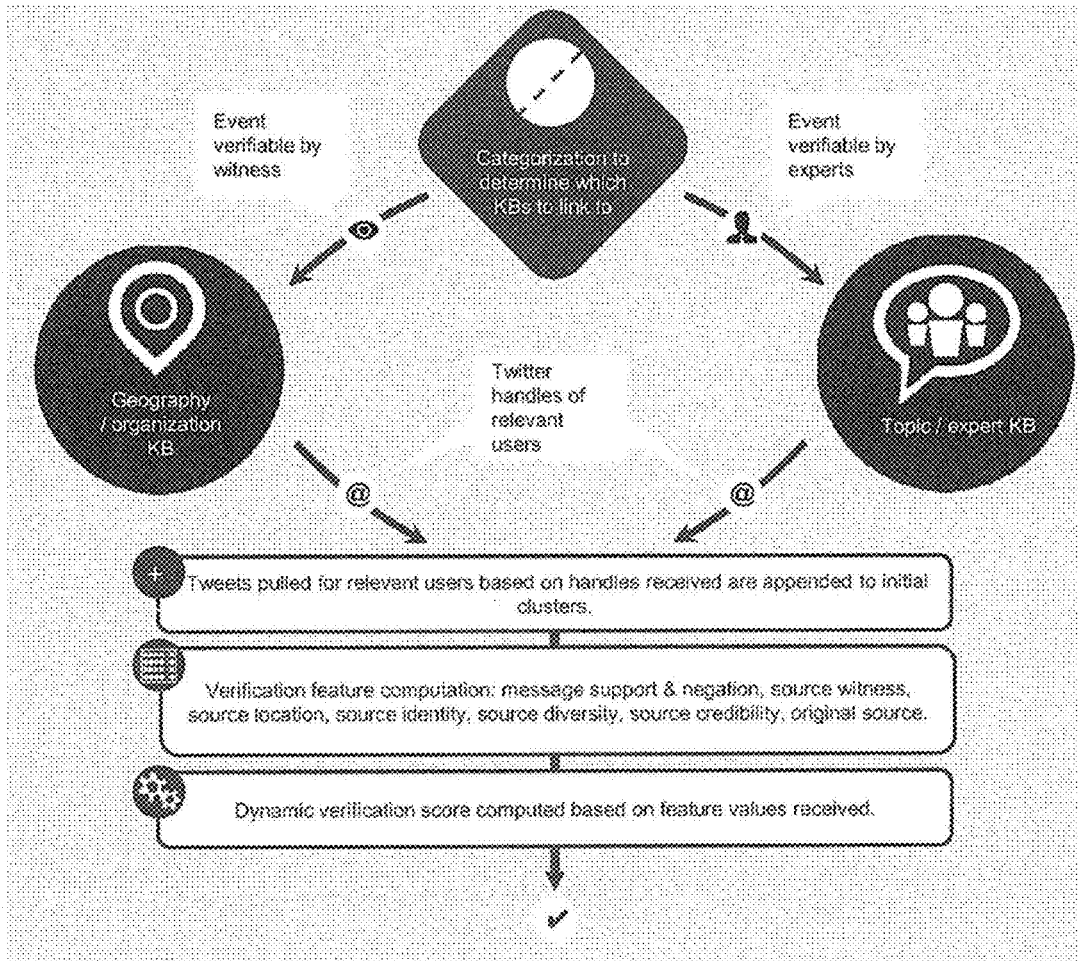 Event
verifiable by
witness
Categorization to
determine which
KBs to link to
Event
verifiable by
experts
Geography
/ organization
KB
Twitter
handles of
relevant
users
Topic / expert KB
@
@
+
Tweets pulled for relevant users based on handles received are appended to initial
clusters.
Verification feature computation: message support & negation, source witness,
source location, source identity, source diversity, source credibility, original source.
Dynamic verification score computed based on feature values received.